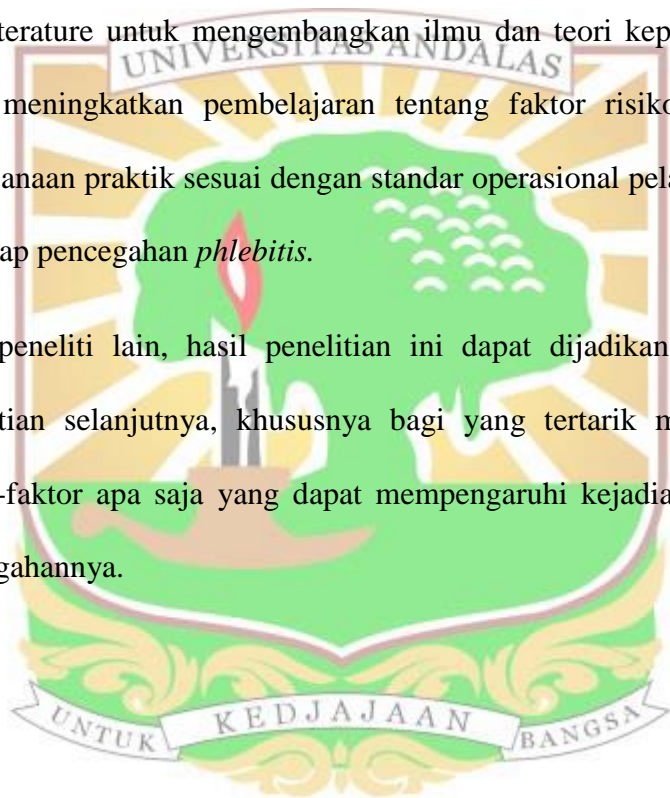 terature untuk mengembangkan ilmu dan teori kep
UNIVERSITAS ANDALAS
meningkatkan pembelajaran tentang faktor risiko
anaan praktik sesuai dengan standar operasional pela
ap pencegahan phlebitis.
peneliti lain, hasil penelitian ini dapat dijadikan
tian selanjutnya, khususnya bagi yang tertarik m
-faktor apa saja yang dapat mempengaruhi kejadia
gahannya.
UNTUK KEDJAJAAN BANGSA